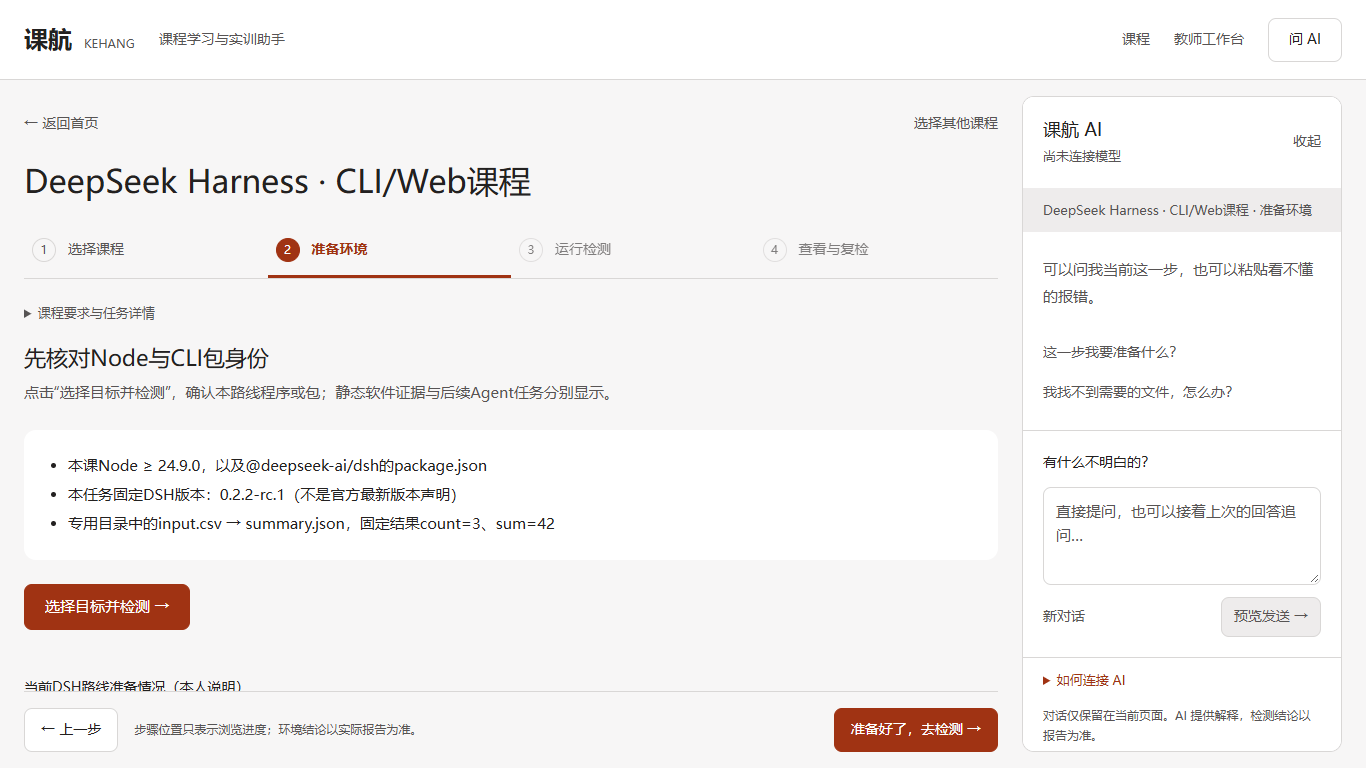 课航 KEHANG 课程学习与实训助手
课程 教师工作台 问 AI
← 返回首页
选择其他课程
DeepSeek Harness · CLI/Web课程
1 选择课程
2 准备环境
3 运行检测
4 查看与复检
▶ 课程要求与任务详情
先核对Node与CLI包身份
点击“选择目标并检测”，确认本路线程序或包；静态软件证据与后续Agent任务分别显示。
• 本课Node ≥ 24.9.0，以及@deepseek-ai/dsh的package.json
• 本任务固定DSH版本：0.2.2-rc.1（不是官方最新版本声明）
• 专用目录中的input.csv → summary.json，固定结果count=3、sum=42
选择目标并检测 →
当前DSH路线准备情况（本人说明）
← 上一步
步骤位置只表示浏览进度；环境结论以实际报告为准。
准备好了，去检测 →
课航 AI
尚未连接模型
收起
DeepSeek Harness · CLI/Web课程 · 准备环境
可以问我当前这一步，也可以粘贴看不懂
的报错。
这一步我要准备什么？
我找不到需要的文件，怎么办？
有什么不明白的？
直接提问，也可以接着上次的回答追
问...
新对话
预览发送 →
▶ 如何连接 AI
对话仅保留在当前页面。AI 提供解释，检测结论以
报告为准。